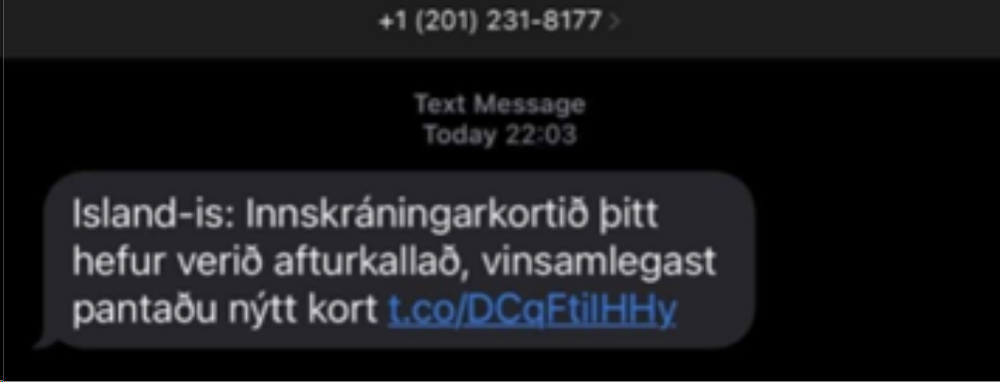 +1 (201) 231-8177 >
Text Message
Today 22:03
Island-is: Innskráningarkortið þitt
hefur verið afturkallað, vinsamlegast
pantaðu nýtt kort t.co/DCqFtilHHy